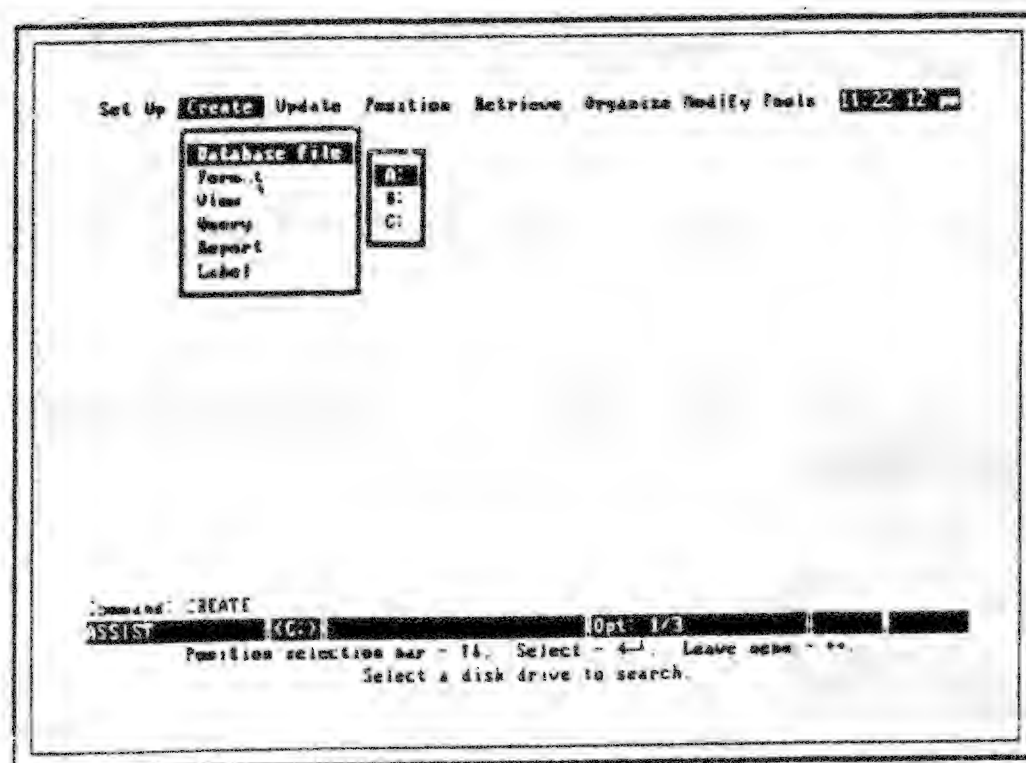 Set Up Create Update Position Retrieve Organize Modify Tools 11:22:12 pm
Database file
Format
View
Query
Report
Label
A:
B:
C:
Command: CREATE
ASSIST <C:> Opt: 1/3
Position selection bar - ↑↓. Select - ◄┘. Leave menu - ↔.
Select a disk drive to search.